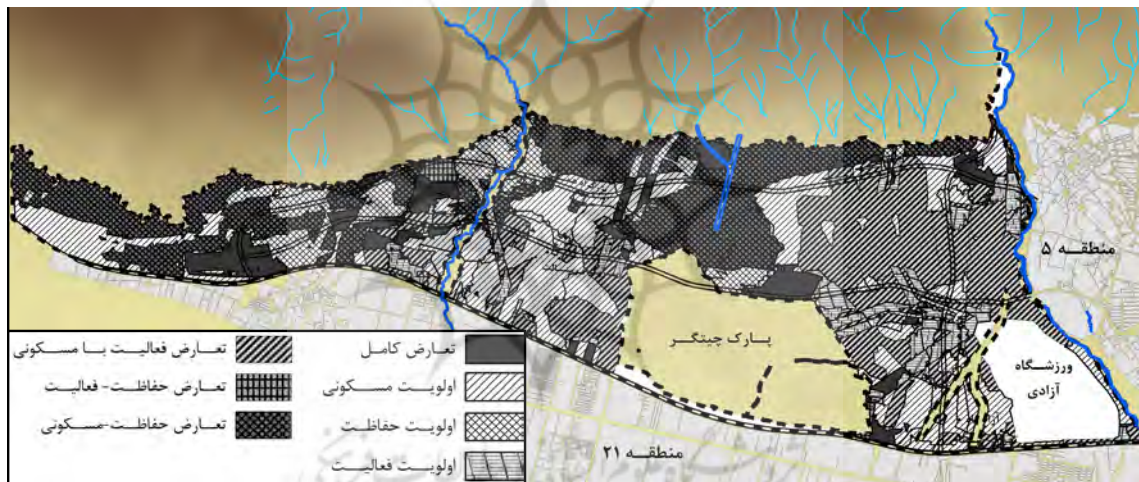 منطقه ۵
پارک چیتگر
ورزشگاه
آزادی
منطقه ۲۱
تعارض کامل
اولویت مسکونی
اولویت حفاظت
اولویت فعالیت
تعارض فعالیت با مسکونی
تعارض حفاظت- فعالیت
تعارض حفاظت-مسکونی